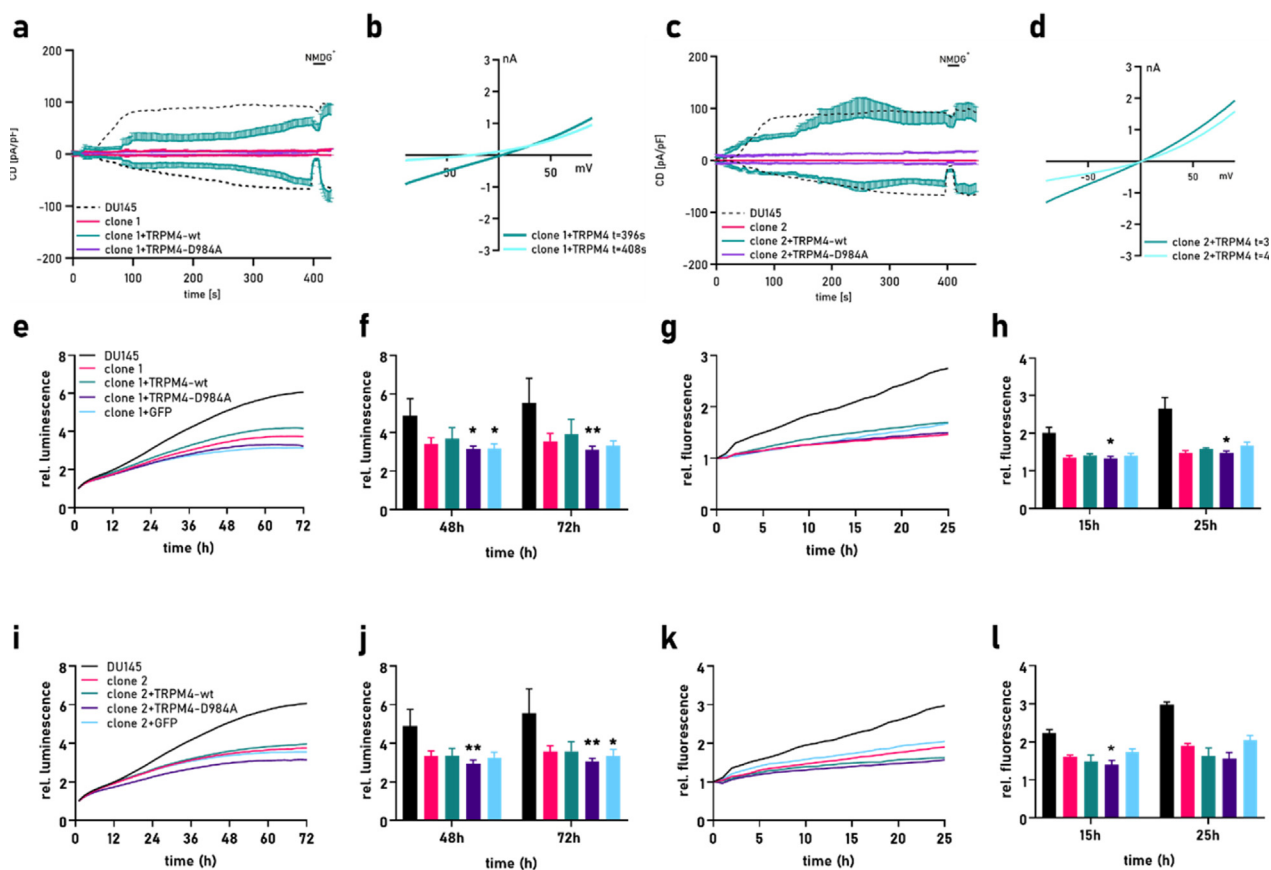 a
b
c
d
200
100
0
-100
-200
CD [pA/pF]
NMDG+
DU145
clone 1
clone 1+TRPM4-wt
clone 1+TRPM4-D984A
0
100
200
300
400
time [s]
3
2
1
-1
-2
-3
nA
50
50
mV
clone 1+TRPM4 t=396s
clone 1+TRPM4 t=408s
200
100
0
-100
-200
CD [pA/pF]
NMDG+
DU145
clone 2
clone 2+TRPM4-wt
clone 2+TRPM4-D984A
0
100
200
300
400
time [s]
3
2
1
-1
-2
-3
nA
-50
50
mV
clone 2+TRPM4 t=3
clone 2+TRPM4 t=4
e
f
g
h
8
6
4
2
0
rel. luminescence
DU145
clone 1
clone 1+TRPM4-wt
clone 1+TRPM4-D984A
clone 1+GFP
0 12 24 36 48 60 72
time (h)
8
6
4
2
0
rel. luminescence
* *
**
48h 72h
time (h)
3
2
1
0
rel. fluorescence
0 5 10 15 20 25
time (h)
4
3
2
1
0
rel. fluorescence
*
*
15h 25h
time (h)
i
j
k
l
8
6
4
2
0
rel. luminescence
DU145
clone 2
clone 2+TRPM4-wt
clone 2+TRPM4-D984A
clone 2+GFP
0 12 24 36 48 60 72
time (h)
8
6
4
2
0
rel. luminescence
**
** *
48h 72h
time (h)
4
3
2
1
0
rel. fluorescence
0 5 10 15 20 25
time (h)
4
3
2
1
0
rel. fluorescence
*
15h 25h
time (h)